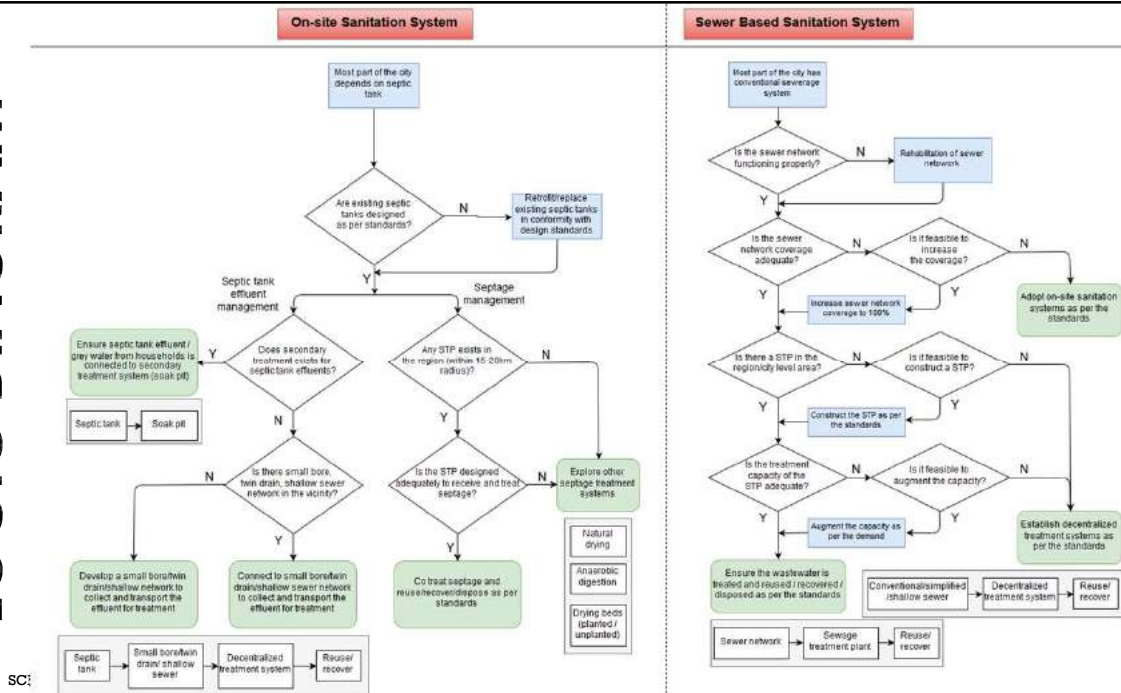 On-site Sanitation System
Most part of the city
depends on septic
tank
Are existing septic
tanks designed
as per standards?
N
Retrofit/replace
existing septic tanks
in conformity with
design standards
Y
Septic tank
effluent
management
Septage
management
Ensure septic tank effluent /
grey water from households is
connected to secondary
treatment system (soak pit)
Y
Does secondary
treatment exists for
septic tank effluents?
Any STP exists in
the region (within 15-20km
radius)?
N
Septic tank
Soak pit
N
Y
N
Is there small bore,
twin drain, shallow sewer
network in the vicinity?
Is the STP designed
adequately to receive and treat
septage?
N
Explore other
septage treatment
systems
Y
Y
Natural
drying
Anaerobic
digestion
Drying beds
(planted /
unplanted)
Develop a small bore/twin
drain/shallow network to
collect and transport the
effluent for treatment
Connect to small bore/twin
drain/shallow sewer network
to collect and transport the
effluent for treatment
Co treat septage and
reuse/recover/dispose as per
standards
Septic
tank
Small bore/twin
drain/ shallow
sewer
Decentralized
treatment system
Reuse/
recover
Sewer Based Sanitation System
Most part of the city has
conventional sewerage
system
Is the sewer network
functioning properly?
N
Rehabilitation of sewer
network
Y
Is the sewer
network coverage
adequate?
N
Is it feasible to
increase
the coverage?
N
Y
Increase sewer network
coverage to 100%
Y
Adopt on-site sanitation
systems as per the
standards
Is there a STP in the
region/city level area?
N
Is it feasible to
construct a STP?
N
Y
Construct the STP as per
the standards
Y
Is the treatment
capacity of the
STP adequate?
N
Is it feasible to
augment the capacity?
N
Y
Augment the capacity as
per the demand
Y
Establish decentralized
treatment systems as
per the standards
Ensure the wastewater is
treated and reused / recovered /
disposed as per the standards
Conventional/simplified
/shallow sewer
Decentralized
treatment system
Reuse/
recover
Sewer network
Sewage
treatment plant
Reuse/
recover